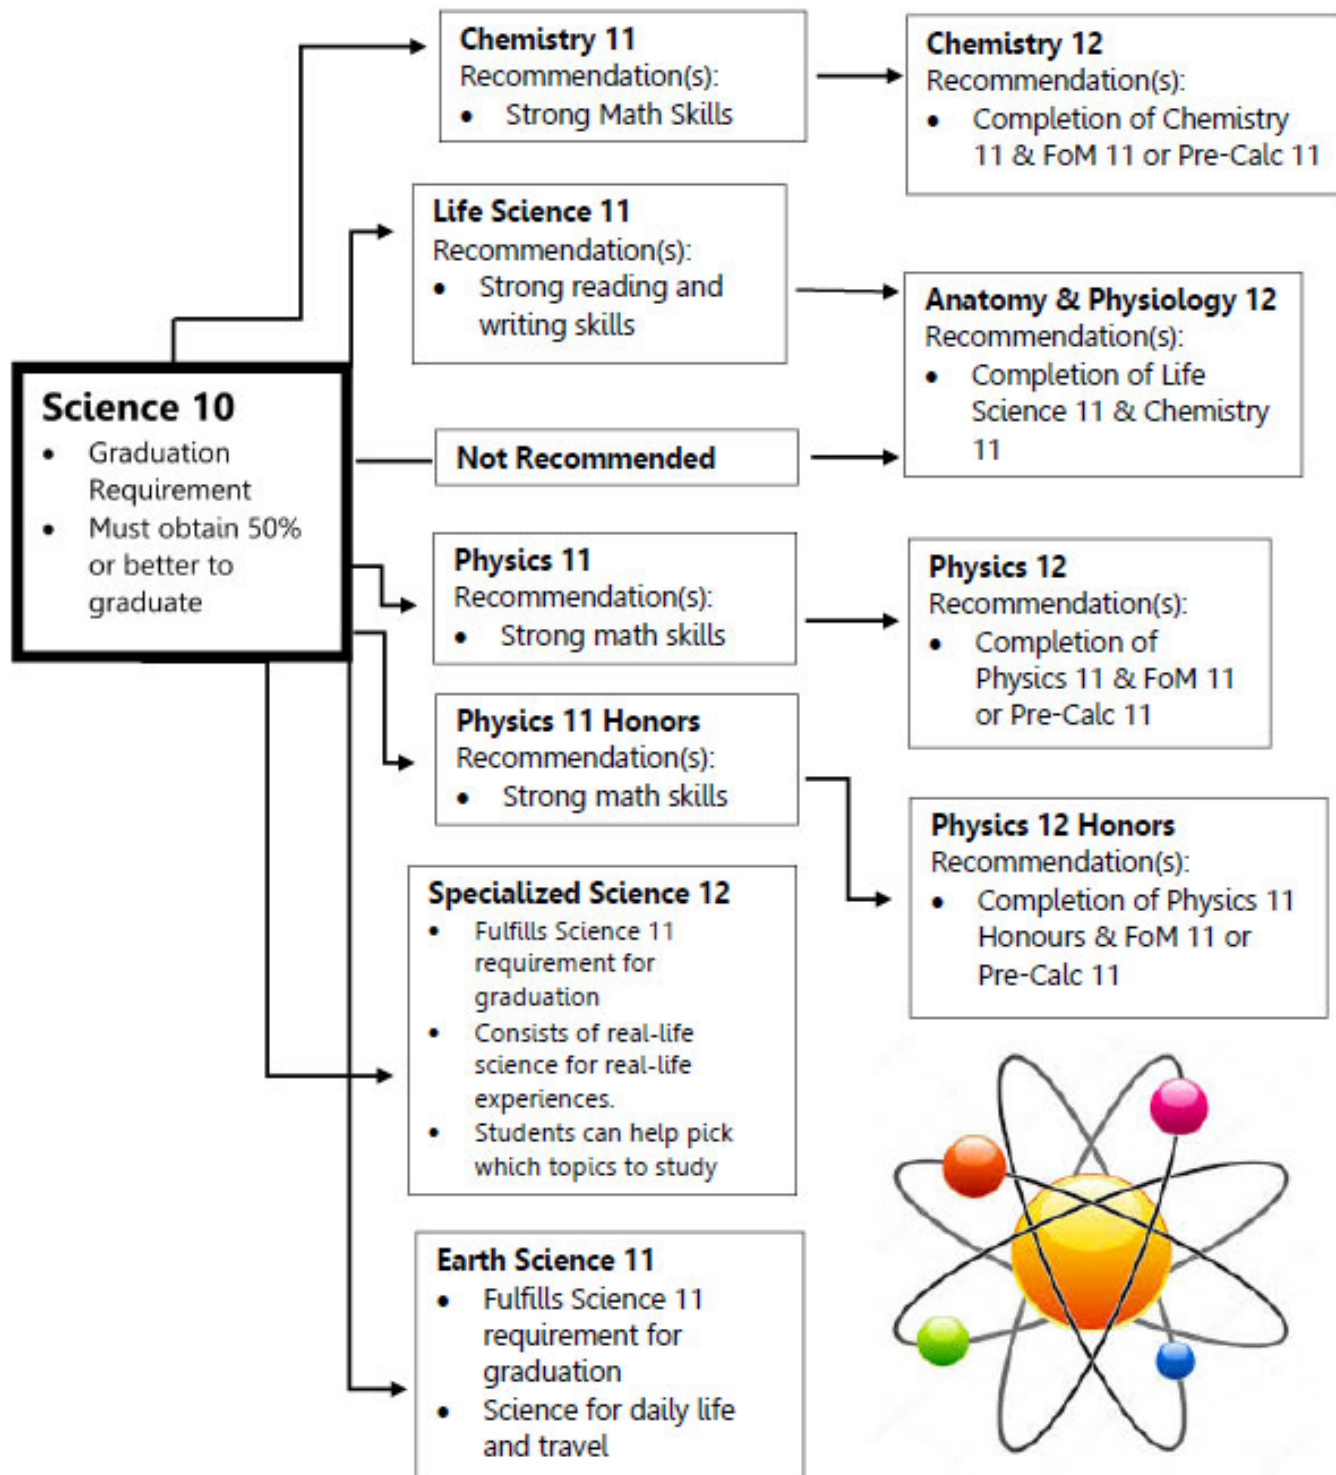 Chemistry 11
Recommendation(s):
• Strong Math Skills
Chemistry 12
Recommendation(s):
• Completion of Chemistry
11 & FoM 11 or Pre-Calc 11
Life Science 11
Recommendation(s):
• Strong reading and
writing skills
Anatomy & Physiology 12
Recommendation(s):
• Completion of Life
Science 11 & Chemistry
11
Science 10
• Graduation
Requirement
• Must obtain 50%
or better to
graduate
Not Recommended
Physics 11
Recommendation(s):
• Strong math skills
Physics 12
Recommendation(s):
• Completion of
Physics 11 & FoM 11
or Pre-Calc 11
Physics 11 Honors
Recommendation(s):
• Strong math skills
Physics 12 Honors
Recommendation(s):
• Completion of Physics 11
Honours & FoM 11 or
Pre-Calc 11
Specialized Science 12
• Fulfills Science 11
requirement for
graduation
• Consists of real-life
science for real-life
experiences.
• Students can help pick
which topics to study
Earth Science 11
• Fulfills Science 11
requirement for
graduation
• Science for daily life
and travel